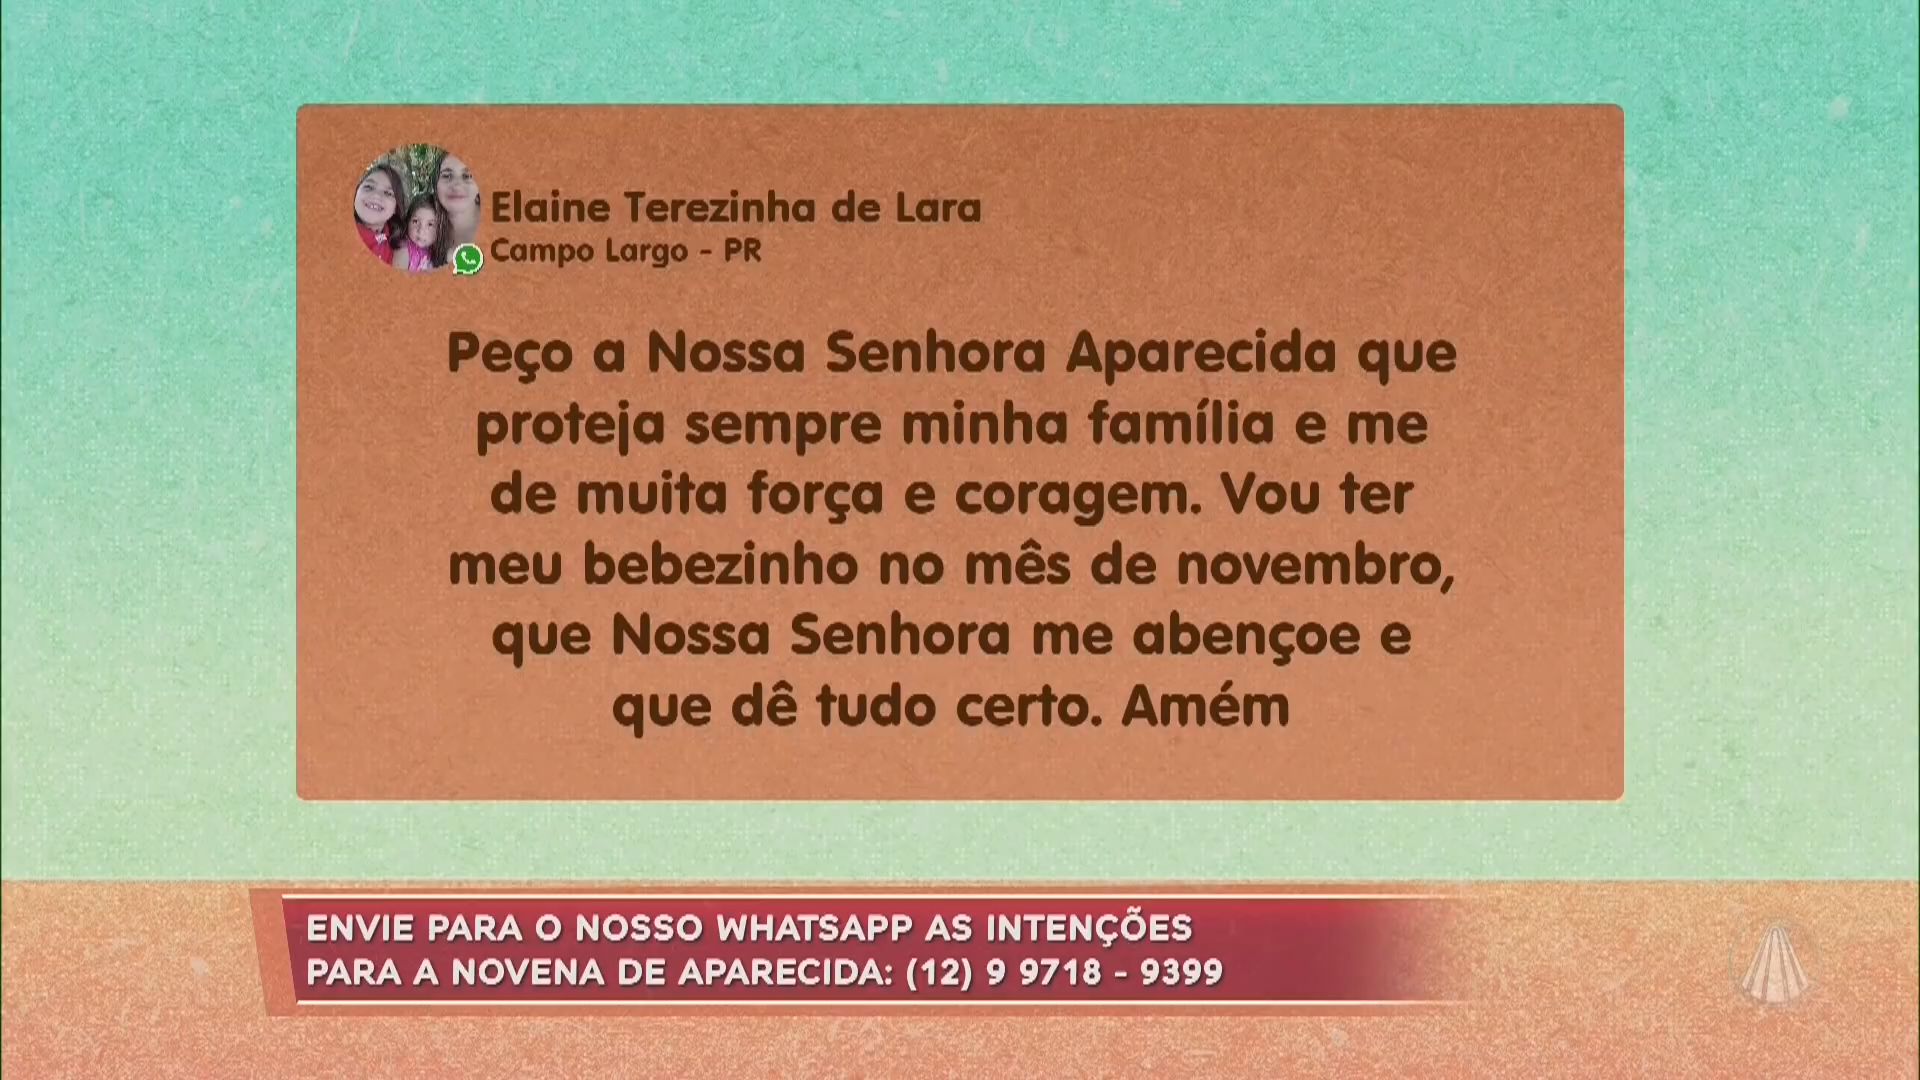 Elaine Terezinha de Lara
Campo Largo - PR
Peço a Nossa Senhora Aparecida que
proteja sempre minha família e me
de muita força e coragem. Vou ter
meu bebezinho no mês de novembro,
que Nossa Senhora me abençoe e
que dê tudo certo. Amém
ENVIE PARA O NOSSO WHATSAPP AS INTENÇÕES
PARA A NOVENA DE APARECIDA: (12) 9 9718 - 9399